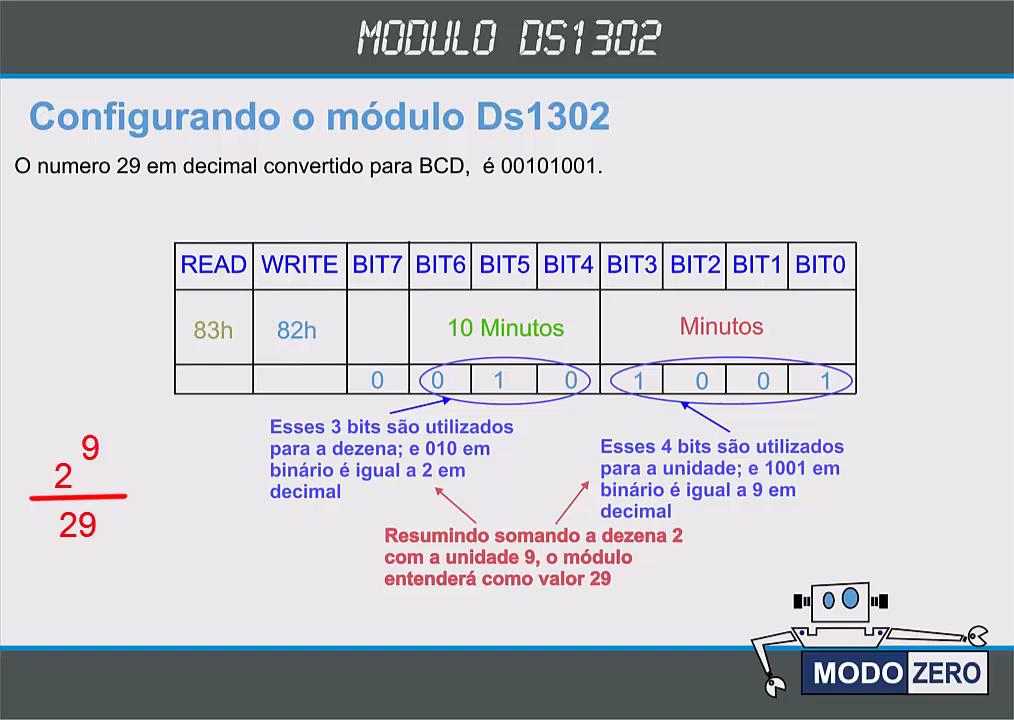 MODULO DS1302
Configurando o módulo Ds1302
O numero 29 em decimal convertido para BCD, é 00101001.
READ WRITE BIT7 BIT6 BIT5 BIT4 BIT3 BIT2 BIT1 BIT0
83h 82h 10 Minutos Minutos
0 0 1 0 1 0 0 1
Esses 3 bits são utilizados
para a dezena; e 010 em
binário é igual a 2 em
decimal
Esses 4 bits são utilizados
para a unidade; e 1001 em
binário é igual a 9 em
decimal
9
2
29
Resumindo somando a dezena 2
com a unidade 9, o módulo
entenderá como valor 29
MODO ZERO